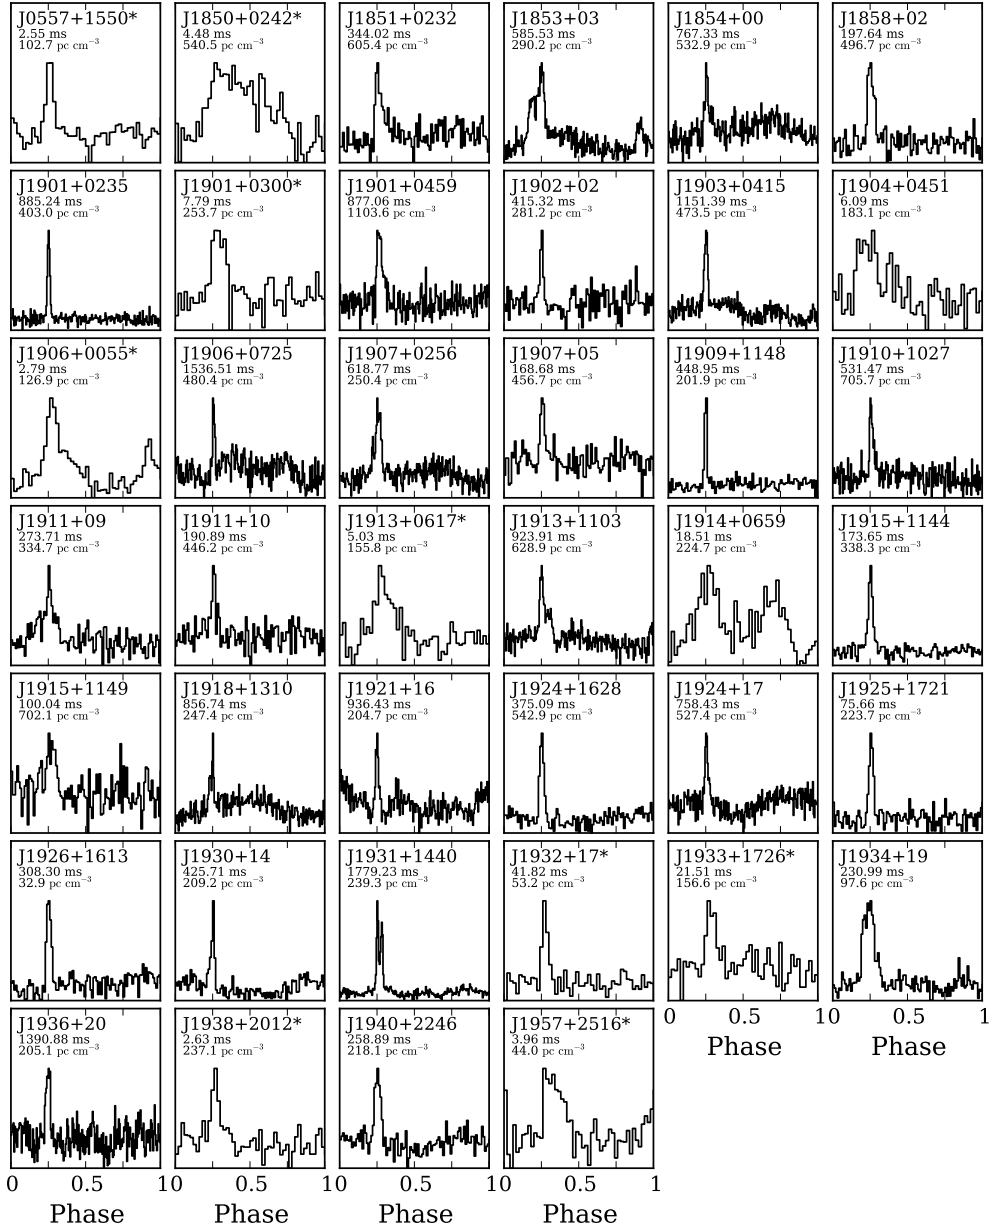 J0557+1550*
2.55 ms
102.7 pc cm⁻³
J1850+0242*
4.48 ms
540.5 pc cm⁻³
J1851+0232
344.02 ms
605.4 pc cm⁻³
J1853+03
585.53 ms
290.2 pc cm⁻³
J1854+00
767.33 ms
532.9 pc cm⁻³
J1858+02
197.64 ms
496.7 pc cm⁻³
J1901+0235
885.24 ms
403.0 pc cm⁻³
J1901+0300*
7.79 ms
253.7 pc cm⁻³
J1901+0459
877.06 ms
1103.6 pc cm⁻³
J1902+02
415.32 ms
281.2 pc cm⁻³
J1903+0415
1151.39 ms
473.5 pc cm⁻³
J1904+0451
6.09 ms
183.1 pc cm⁻³
J1906+0055*
2.79 ms
126.9 pc cm⁻³
J1906+0725
1536.51 ms
480.4 pc cm⁻³
J1907+0256
618.77 ms
250.4 pc cm⁻³
J1907+05
168.68 ms
456.7 pc cm⁻³
J1909+1148
448.95 ms
201.9 pc cm⁻³
J1910+1027
531.47 ms
705.7 pc cm⁻³
J1911+09
273.71 ms
334.7 pc cm⁻³
J1911+10
190.89 ms
446.2 pc cm⁻³
J1913+0617*
5.03 ms
155.8 pc cm⁻³
J1913+1103
923.91 ms
628.9 pc cm⁻³
J1914+0659
18.51 ms
224.7 pc cm⁻³
J1915+1144
173.65 ms
338.3 pc cm⁻³
J1915+1149
100.04 ms
702.1 pc cm⁻³
J1918+1310
856.74 ms
247.4 pc cm⁻³
J1921+16
936.43 ms
204.7 pc cm⁻³
J1924+1628
375.09 ms
542.9 pc cm⁻³
J1924+17
758.43 ms
527.4 pc cm⁻³
J1925+1721
75.66 ms
223.7 pc cm⁻³
J1926+1613
308.30 ms
32.9 pc cm⁻³
J1930+14
425.71 ms
209.2 pc cm⁻³
J1931+1440
1779.23 ms
239.3 pc cm⁻³
J1932+17*
41.82 ms
53.2 pc cm⁻³
J1933+1726*
21.51 ms
156.6 pc cm⁻³
J1934+19
230.99 ms
97.6 pc cm⁻³
0.5 10 0.5 1
Phase Phase
J1936+20
1390.88 ms
205.1 pc cm⁻³
J1938+2012*
2.63 ms
237.1 pc cm⁻³
J1940+2246
258.89 ms
218.1 pc cm⁻³
J1957+2516*
3.96 ms
44.0 pc cm⁻³
0 0.5 10 0.5 10 0.5 10 0.5 1
Phase Phase Phase Phase